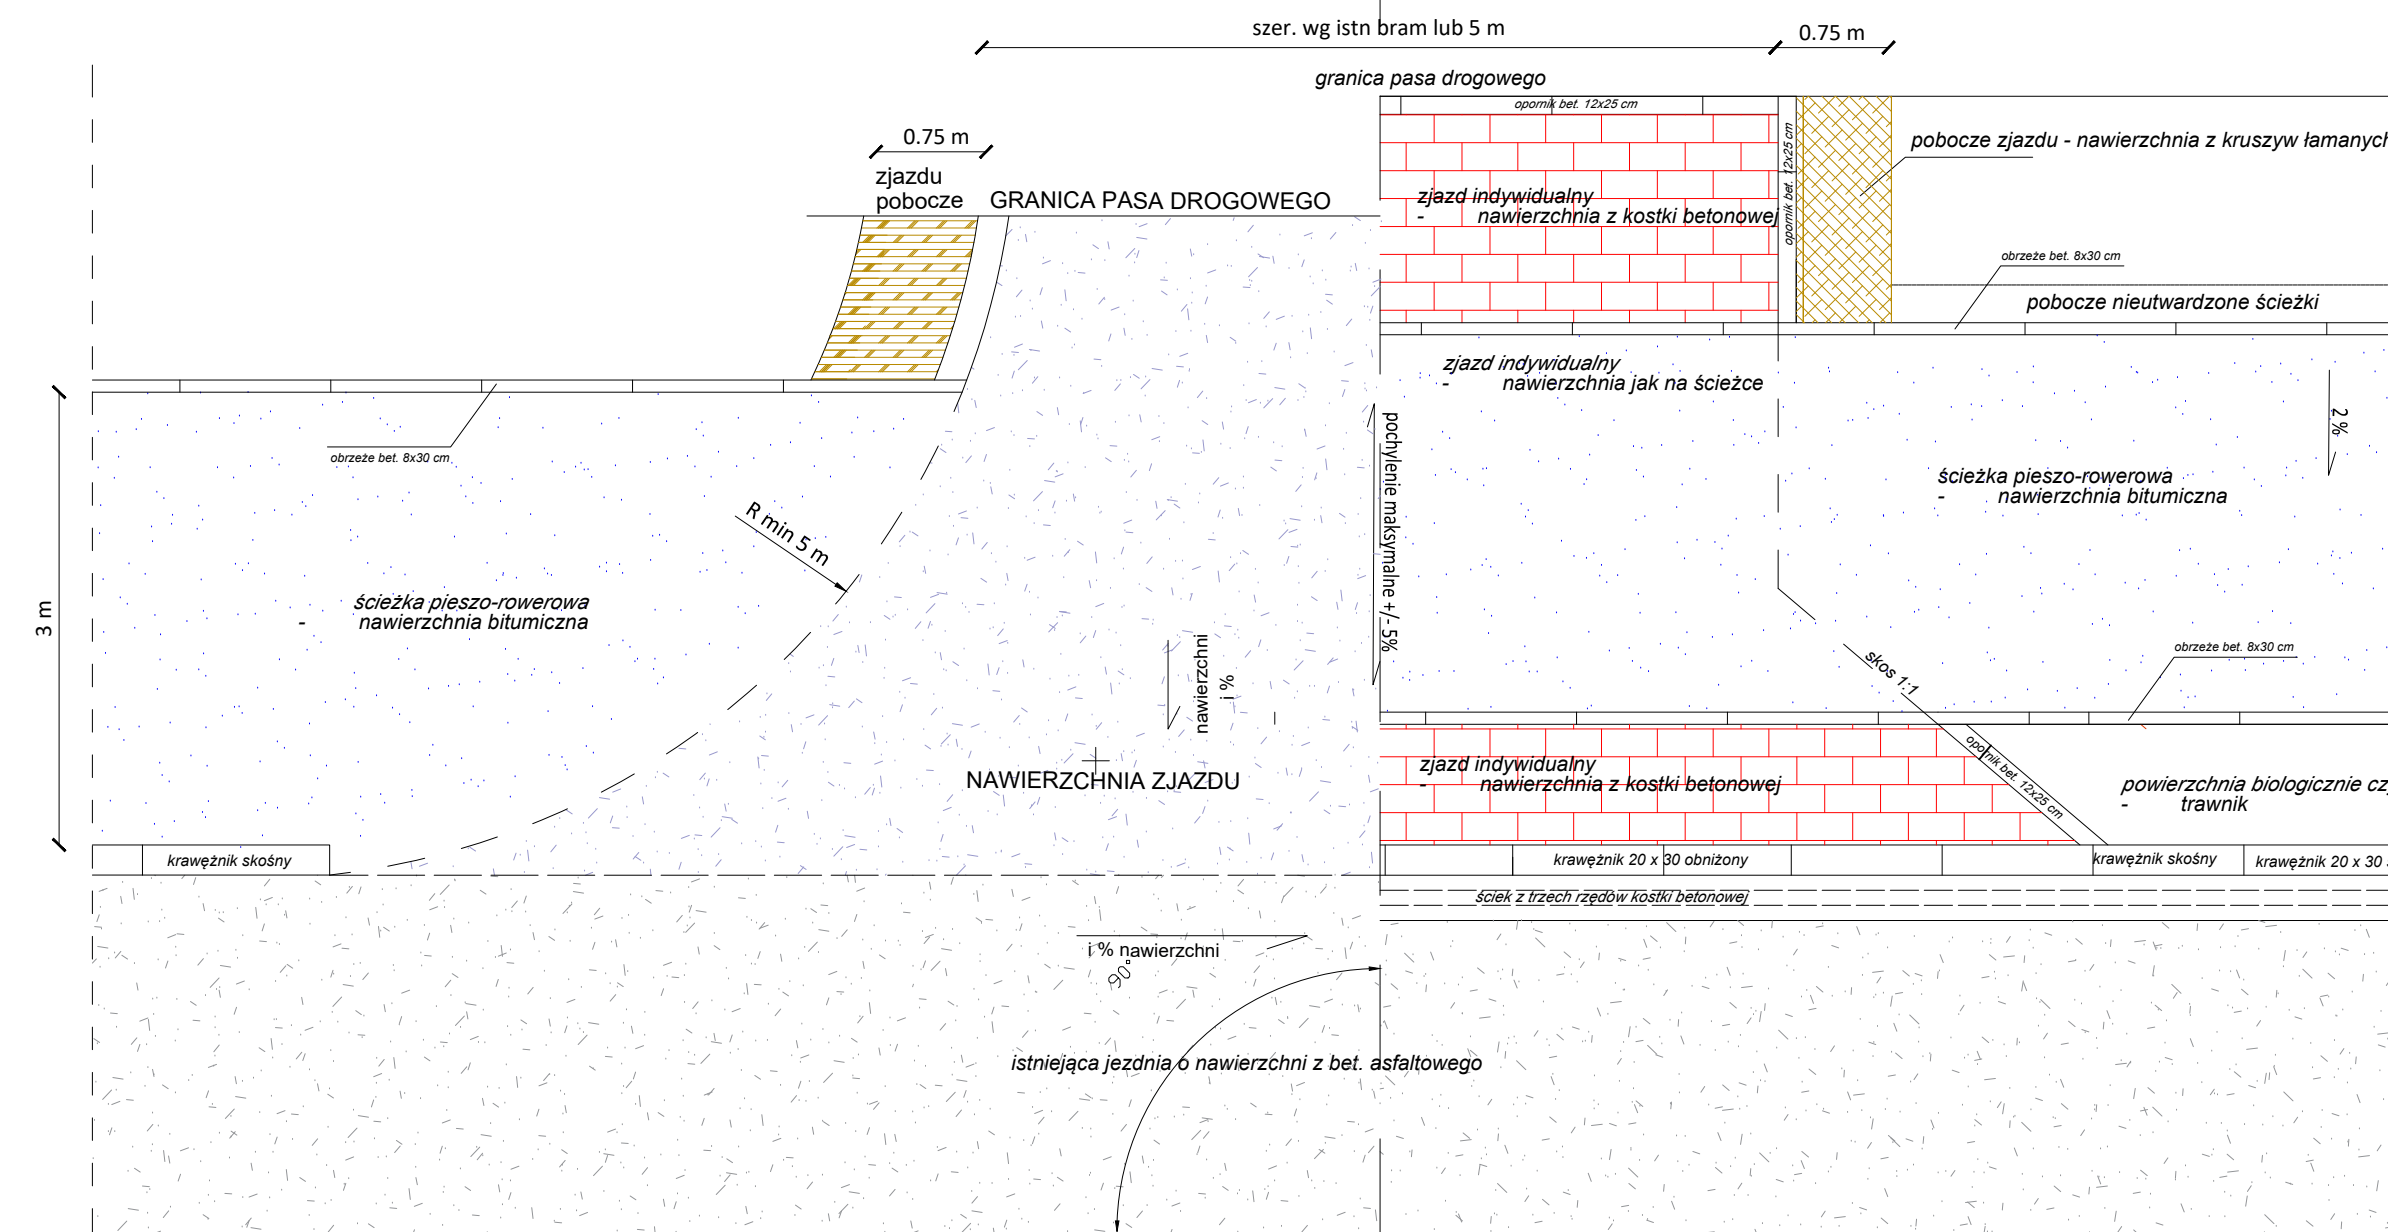 szer. wg istn bram lub 5 m
0.75 m
granica pasa drogowego
opornik bet. 12x25 cm
0.75 m
zjazdu
pobocze
GRANICA PASA DROGOWEGO
opornik bet. 12x25 cm
pobocze zjazdu - nawierzchnia z kruszyw łamanych
zjazd indywidualny
- nawierzchnia z kostki betonowej
obrzeże bet. 8x30 cm
pobocze nieutwardzone ścieżki
zjazd indywidualny
- nawierzchnia jak na ścieżce
2 %
pochylenie maksymalne +/- 5%
obrzeże bet. 8x30 cm
ścieżka pieszo-rowerowa
- nawierzchnia bitumiczna
R min 5 m
3 m
ścieżka pieszo-rowerowa
- nawierzchnia bitumiczna
nawierzchni
i %
skos 1:1
obrzeże bet. 8x30 cm
NAWIERZCHNIA ZJAZDU
zjazd indywidualny
- nawierzchnia z kostki betonowej
opornik bet. 12x25 cm
powierzchnia biologicznie
- trawnik
krawężnik skośny
krawężnik 20 x 30 obniżony
krawężnik skośny
krawężnik 20 x 30
ściek z trzech rzędów kostki betonowej
i % nawierzchni
90°
istniejąca jezdnia o nawierzchni z bet. asfaltowego